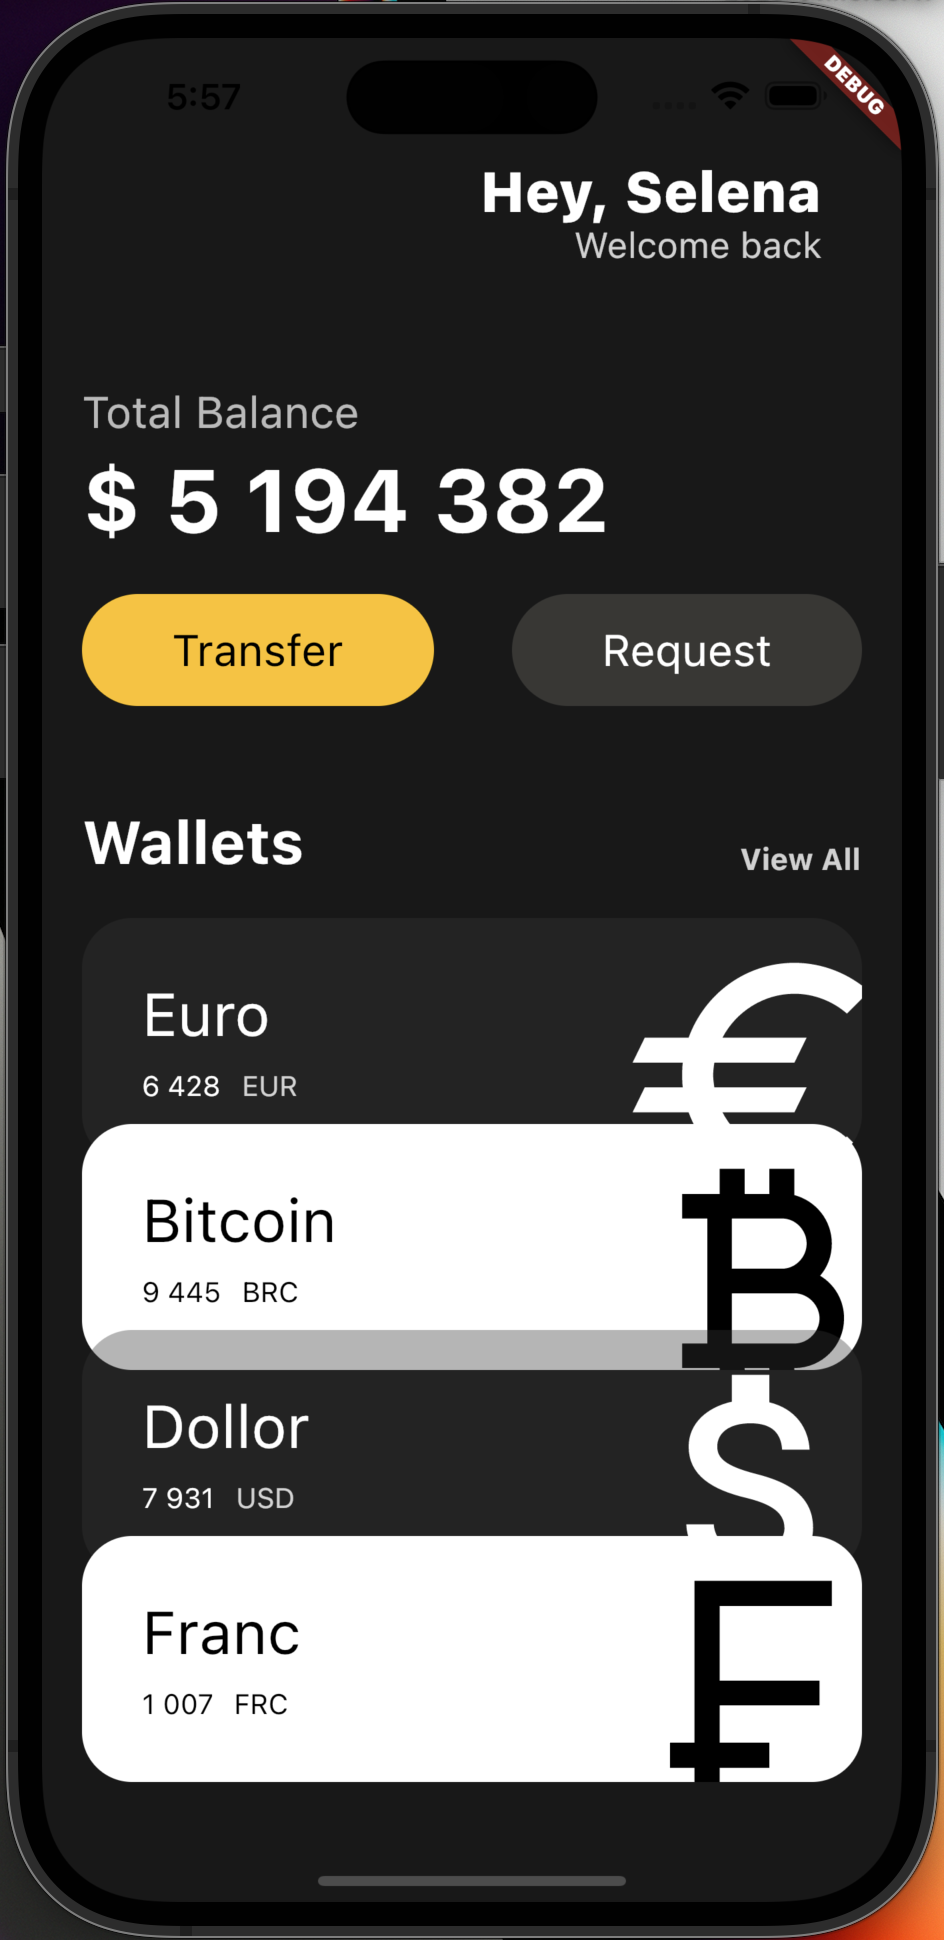 5:57
DEBUG
Hey, Selena
Welcome back
Total Balance
$ 5 194 382
Transfer
Request
Wallets
View All
Euro
6 428 EUR
€
Bitcoin
9 445 BRC
₿
Dollor
7 931 USD
$
Franc
1 007 FRC
₣